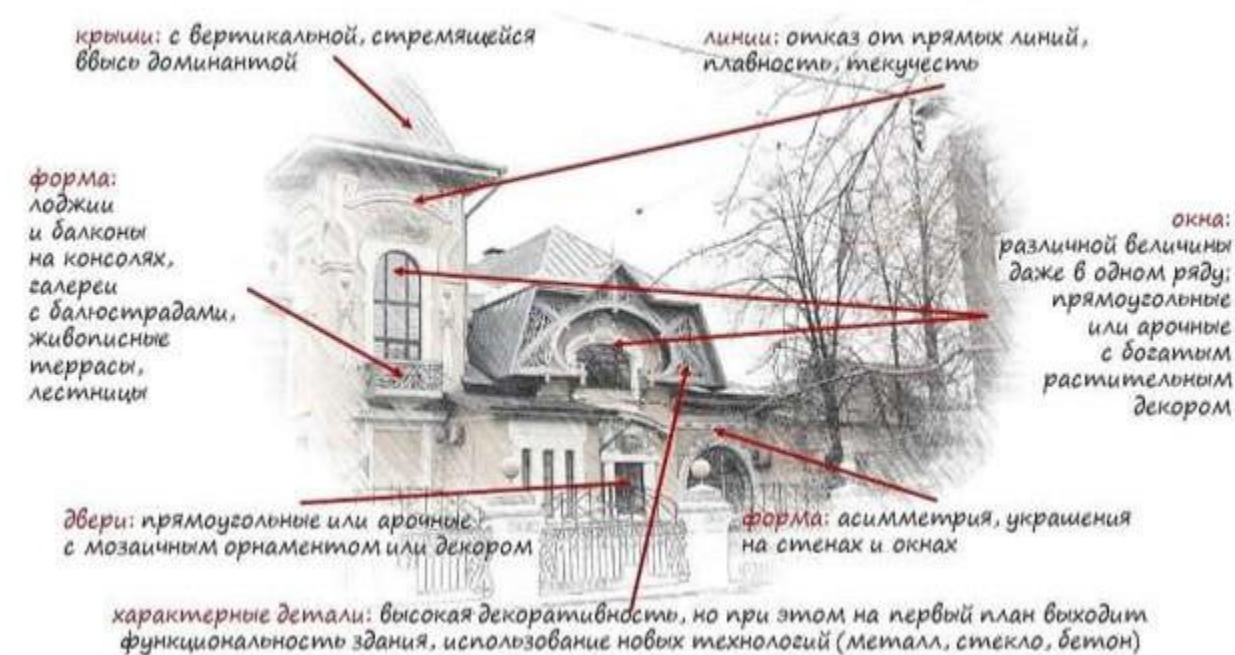 крыши: с вертикальной, стремящейся
ввысь доминантой
линии: отказ от прямых линий,
плавность, текучесть
форма:
лоджии
и балконы
на консолях,
галереи
с балюстрадами,
живописные
террасы,
лестницы
окна:
различной величины
даже в одном ряду;
прямоугольные
или арочные
с богатым
растительным
декором
двери: прямоугольные или арочные
с мозаичным орнаментом или декором
форма: асимметрия, украшения
на стенах и окнах
характерные детали: высокая декоративность, но при этом на первый план выходит
функциональность здания, использование новых технологий (металл, стекло, бетон)